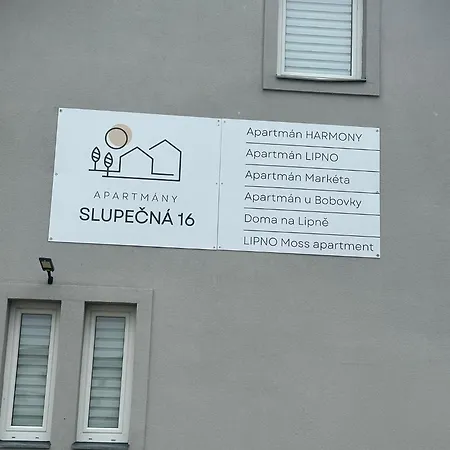 APARTMÁNY
SLUPEČNÁ 16
Apartmán HARMONY
Apartmán LIPNO
Apartmán Markéta
Apartmán u Bobovky
Doma na Lipně
LIPNO Moss apartment